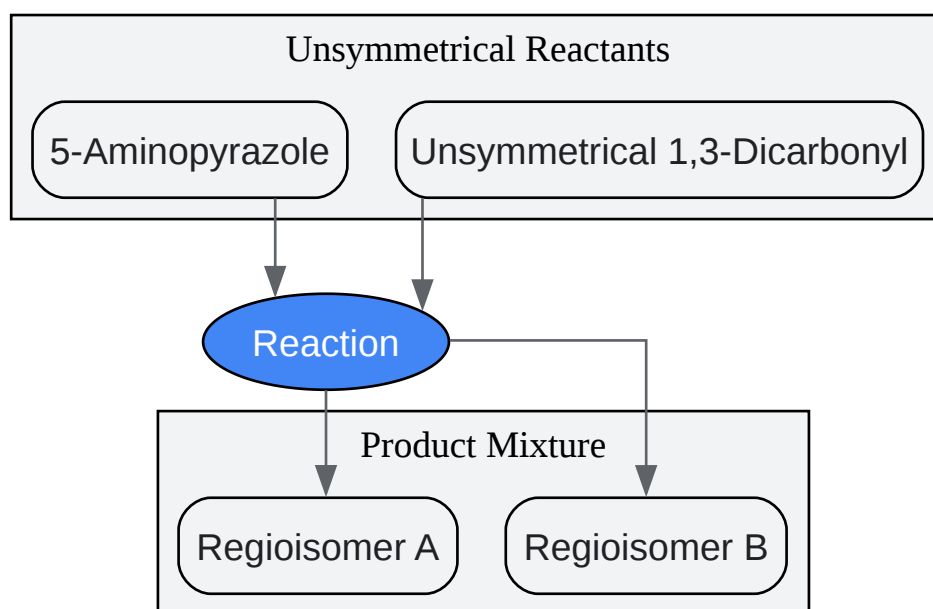 Unsymmetrical Reactants
5-Aminopyrazole
Unsymmetrical 1,3-Dicarbonyl
Reaction
Product Mixture
Regioisomer A
Regioisomer B